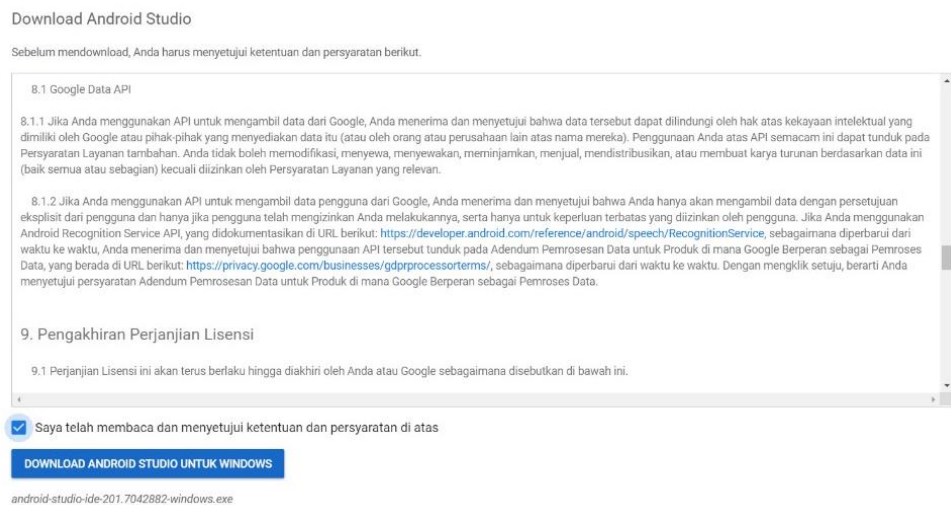 Download Android Studio
Sebelum mendownload, Anda harus menyetujui ketentuan dan persyaratan berikut.
8.1 Google Data API
8.1.1 Jika Anda menggunakan API untuk mengambil data dari Google, Anda menerima dan menyetujui bahwa data tersebut dapat dilindungi oleh hak atas kekayaan intelektual yang
dimiliki oleh Google atau pihak-pihak yang menyediakan data itu (atau oleh orang atau perusahaan lain atas nama mereka). Penggunaan Anda atas API semacam ini dapat tunduk pada
Persyaratan Layanan tambahan. Anda tidak boleh memodifikasi, menyewa, menyewakan, meminjamkan, menjual, mendistribusikan, atau membuat karya turunan berdasarkan data ini
(baik semua atau sebagian) kecuali diizinkan oleh Persyaratan Layanan yang relevan.
8.1.2 Jika Anda menggunakan API untuk mengambil data pengguna dari Google, Anda menerima dan menyetujui bahwa Anda hanya akan mengambil data dengan persetujuan
eksplisit dari pengguna dan hanya jika pengguna telah mengizinkan Anda melakukannya, serta hanya untuk keperluan terbatas yang diizinkan oleh pengguna. Jika Anda menggunakan
Android Recognition Service API, yang didokumentasikan di URL berikut: https://developer.android.com/reference/android/speech/RecognitionService, sebagaimana diperbarui dari
waktu ke waktu, Anda menerima dan menyetujui bahwa penggunaan API tersebut tunduk pada Adendum Pemrosesan Data untuk Produk di mana Google Berperan sebagai Pemroses
Data, yang berada di URL berikut: https://privacy.google.com/businesses/gdprprocessorterms/, sebagaimana diperbarui dari waktu ke waktu. Dengan mengklik setuju, berarti Anda
menyetujui persyaratan Adendum Pemrosesan Data untuk Produk di mana Google Berperan sebagai Pemroses Data.
9. Pengakhiran Perjanjian Lisensi
9.1 Perjanjian Lisensi ini akan terus berlaku hingga diakhiri oleh Anda atau Google sebagaimana disebutkan di bawah ini.
Saya telah membaca dan menyetujui ketentuan dan persyaratan di atas
DOWNLOAD ANDROID STUDIO UNTUK WINDOWS
android-studio-ide-201.7042882-windows.exe